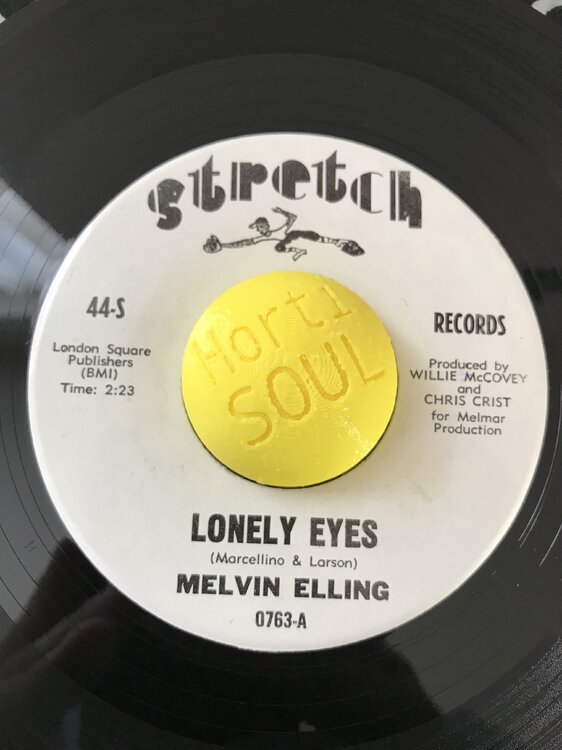 stretch
44-S
London Square
Publishers
(BMI)
Time: 2:23
RECORDS
Produced by
WILLIE McCOVEY
and
CHRIS CRIST
for Melmar
Production
Horti
SOUL
LONELY EYES
(Marcellino & Larson)
MELVIN ELLING
0763-A